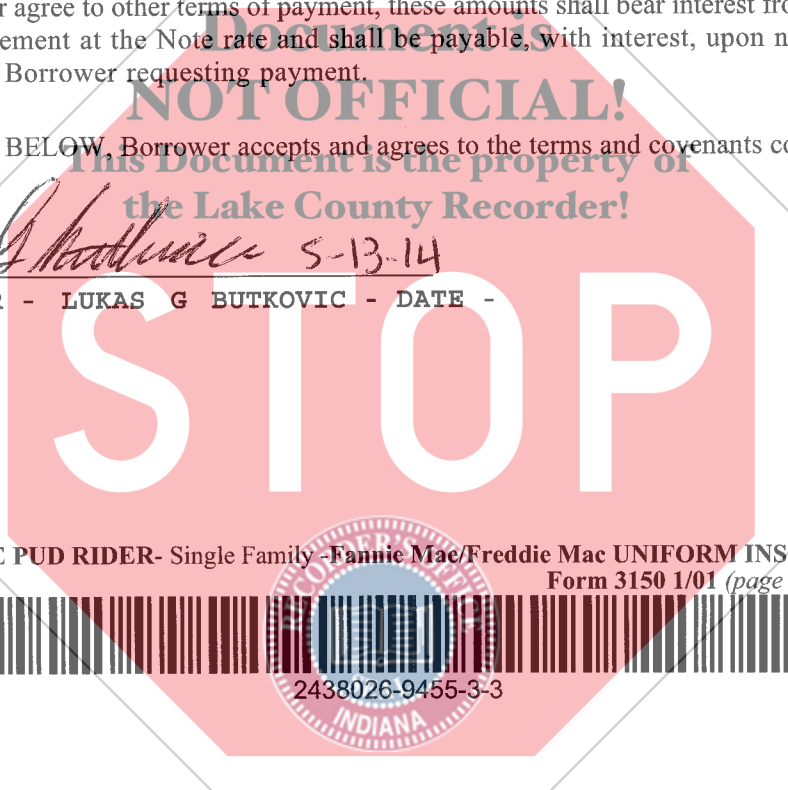 r agree to other terms of payment, these amounts shall bear interest fro
Document is
ement at the Note rate and shall be payable, with interest, upon n
Borrower requesting payment.
NOT OFFICIAL!
BELOW, Borrower accepts and agrees to the terms and covenants co
This Document is the property of
the Lake County Recorder!
5-13-14
R - LUKAS G BUTKOVIC - DATE -
STOP
E PUD RIDER- Single Family -Fannie Mae/Freddie Mac UNIFORM INS
Form 3150 1/01 (page
RECORDER'S OFFICE
2438026-9455-3-3
INDIANA